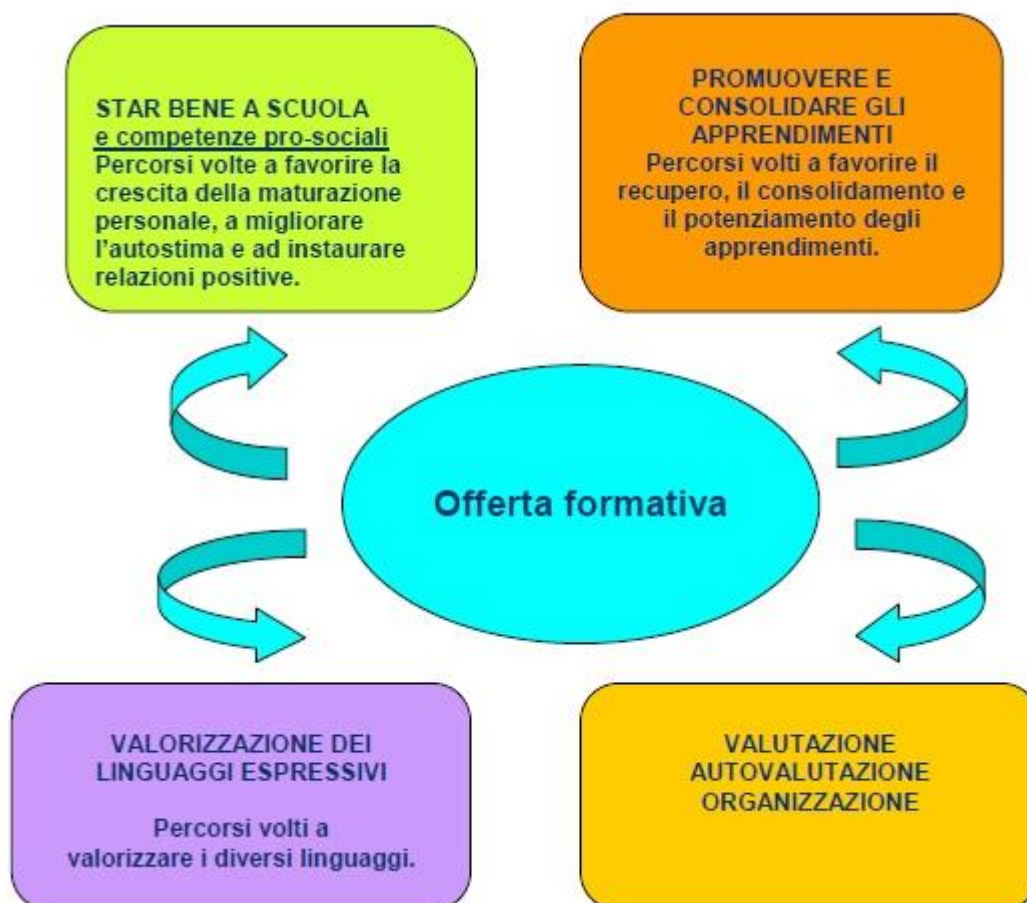 STAR BENE A SCUOLA
e competenze pro-sociali
Percorsi volte a favorire la
crescita della maturazione
personale, a migliorare
l'autostima e ad instaurare
relazioni positive.
PROMUOVERE E
CONSOLIDARE GLI
APPRENDIMENTI
Percorsi volti a favorire il
recupero, il consolidamento e
il potenziamento degli
apprendimenti.
Offerta formativa
VALORIZZAZIONE DEI
LINGUAGGI ESPRESSIVI
Percorsi volti a
valorizzare i diversi linguaggi.
VALUTAZIONE
AUTOVALUTAZIONE
ORGANIZZAZIONE